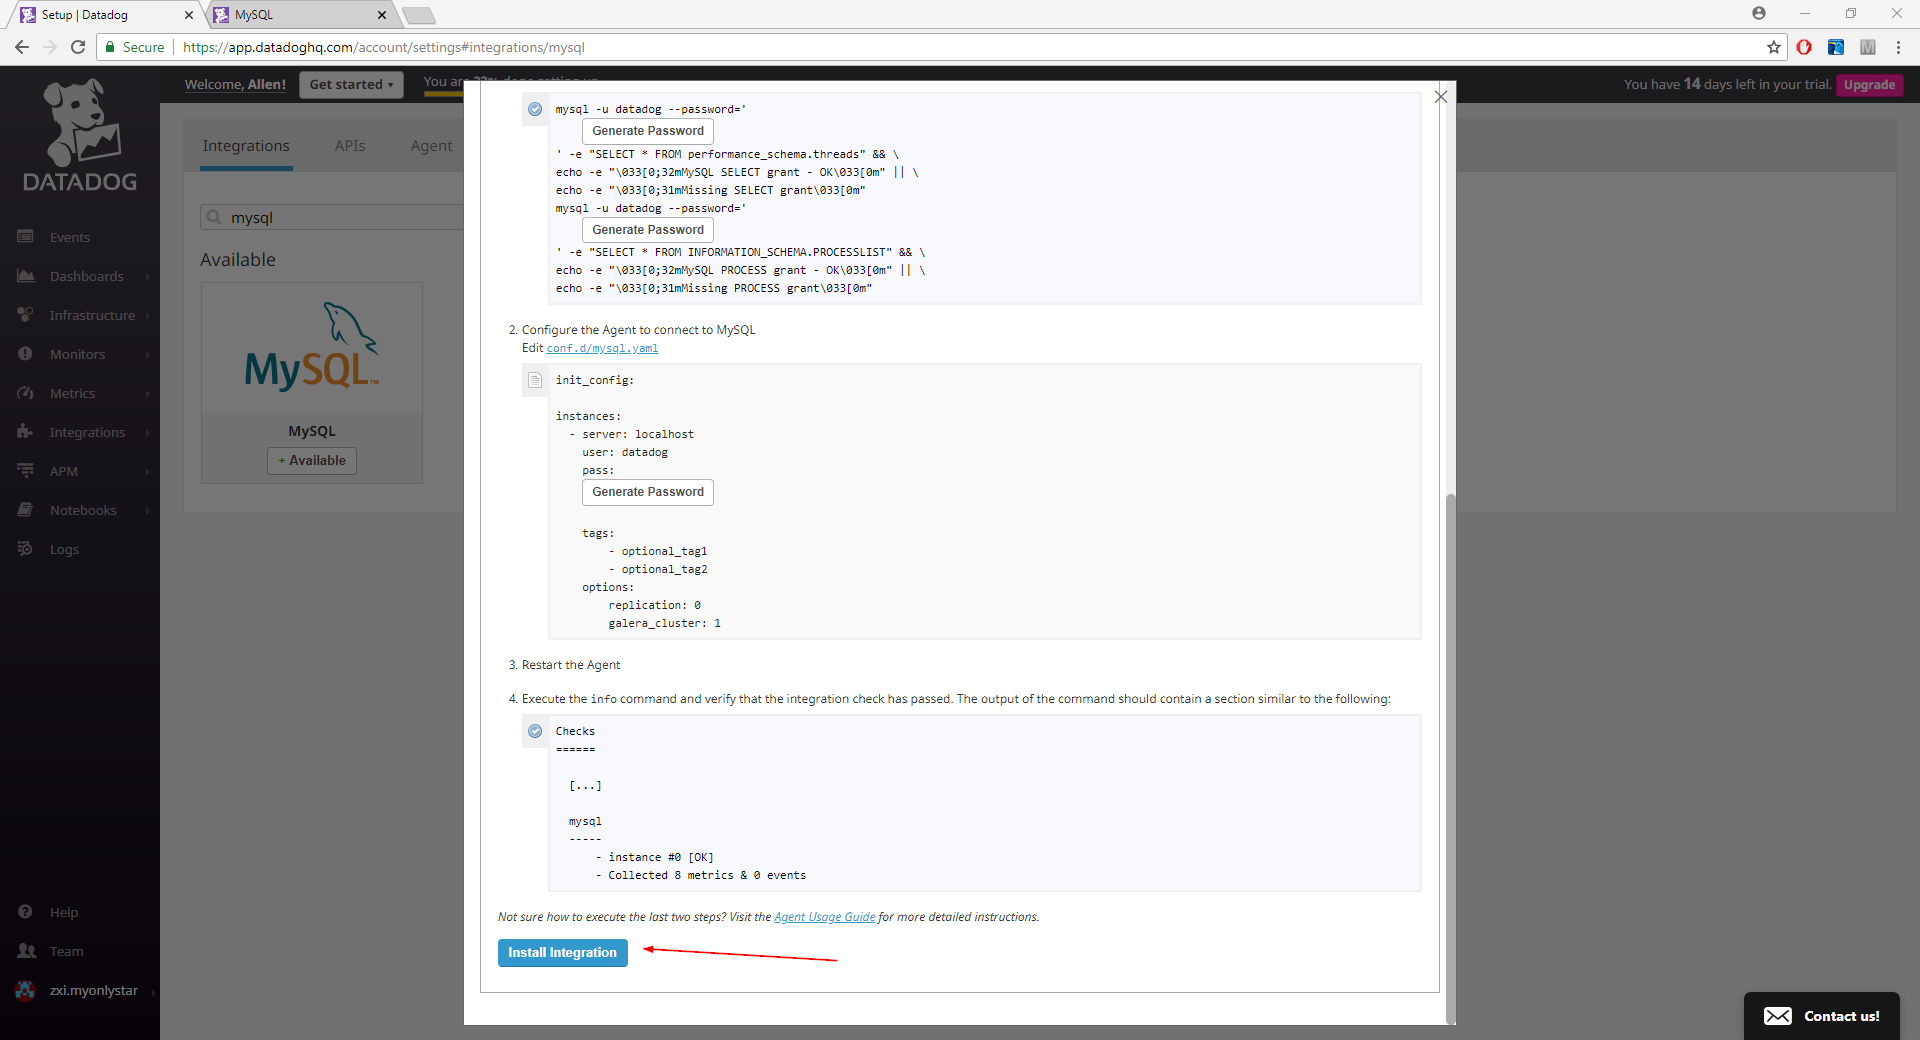 Setup | Datadog
MySQL
Secure
https://app.datadoghq.com/account/settings#integrations/mysql
Welcome, Allen!
Get started
You are 33% done setting up
You have 14 days left in your trial.
Upgrade
DATADOG
Events
Dashboards
Infrastructure
Monitors
Metrics
Integrations
APM
Notebooks
Logs
Help
Team
zxi.myonlystar
Integrations
APIs
Agent
mysql
Available
MySQL™
MySQL
+ Available
mysql -u datadog --password='
Generate Password
' -e "SELECT * FROM performance_schema.threads" && \
echo -e "\033[0;32mMySQL SELECT grant - OK\033[0m" || \
echo -e "\033[0;31mMissing SELECT grant\033[0m"
mysql -u datadog --password='
Generate Password
' -e "SELECT * FROM INFORMATION_SCHEMA.PROCESSLIST" && \
echo -e "\033[0;32mMySQL PROCESS grant - OK\033[0m" || \
echo -e "\033[0;31mMissing PROCESS grant\033[0m"
2. Configure the Agent to connect to MySQL
Edit conf.d/mysql.yaml
init_config:
instances:
- server: localhost
user: datadog
pass:
Generate Password
tags:
- optional_tag1
- optional_tag2
options:
replication: 0
galera_cluster: 1
3. Restart the Agent
4. Execute the info command and verify that the integration check has passed. The output of the command should contain a section similar to the following:
Checks
======
[...]
mysql
-----
- instance #0 [OK]
- Collected 8 metrics & 0 events
Not sure how to execute the last two steps? Visit the Agent Usage Guide for more detailed instructions.
Install Integration
Contact us!